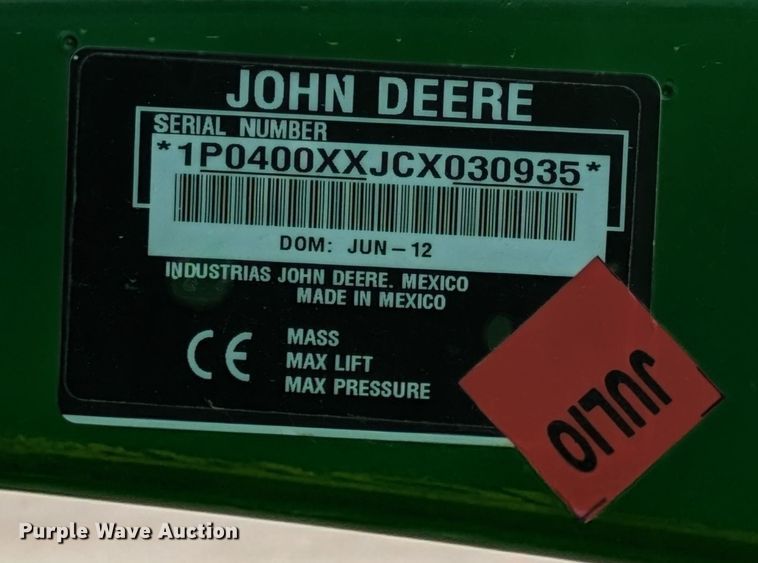 JOHN DEERE
SERIAL NUMBER
*1P0400XXJCX030935*
DOM: JUN-12
INDUSTRIAS JOHN DEERE. MEXICO
MADE IN MEXICO
CE
MASS
MAX LIFT
MAX PRESSURE
JULIO
Purple Wave Auction